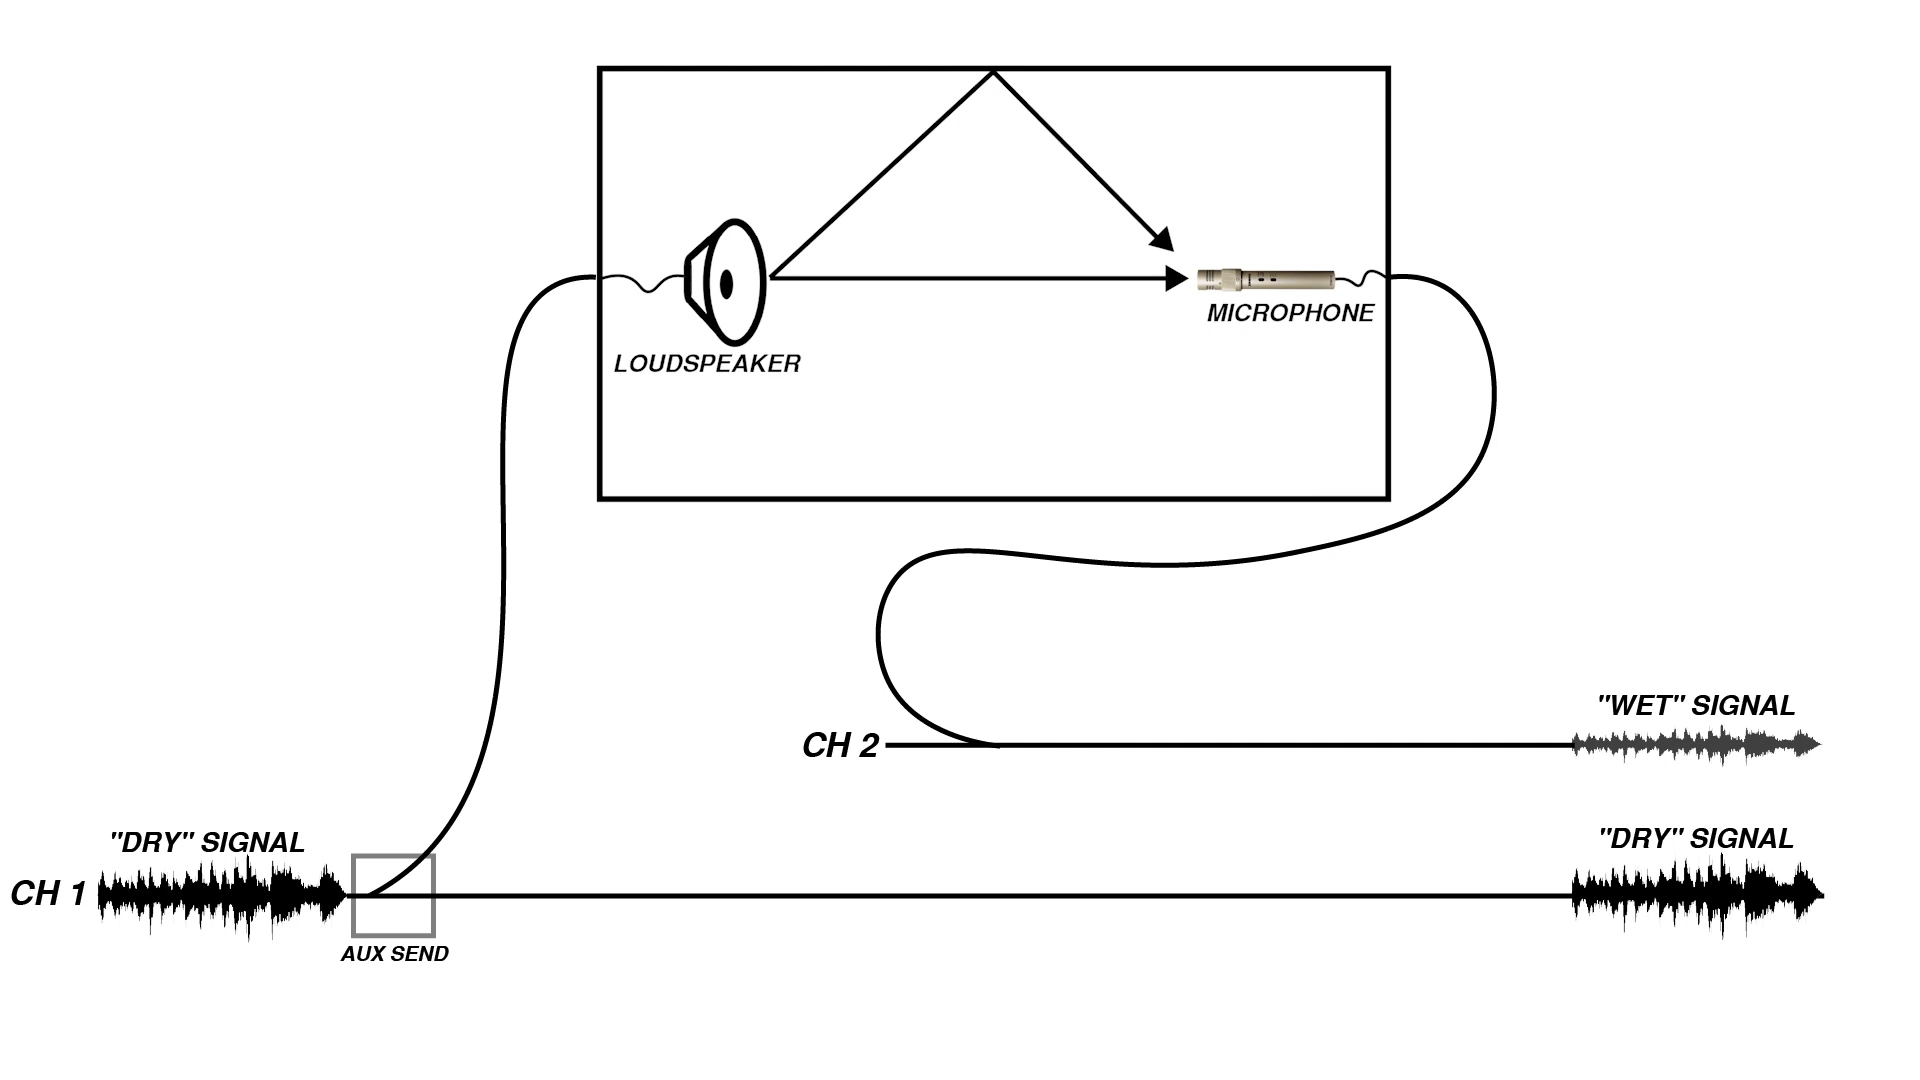 LOUDSPEAKER
MICROPHONE
"WET" SIGNAL
CH 2
"DRY" SIGNAL
"DRY" SIGNAL
CH 1
AUX SEND